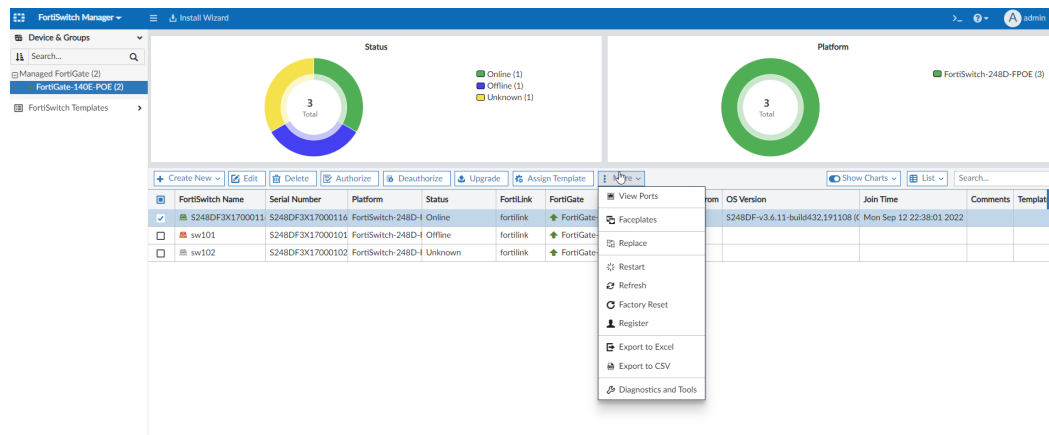 FortiSwitch Manager Install Wizard admin
Device & Groups
Search...
Managed FortiGate (2)
FortiGate-140E-POE (2)
FortiSwitch Templates
Status
3
Total
Online (1)
Offline (1)
Unknown (1)
Platform
3
Total
FortiSwitch-248D-FPOE (3)
Create New Edit Delete Authorize Deauthorize Upgrade Assign Template Show Charts List Search...
FortiSwitch Name Serial Number Platform Status FortiLink FortiGate OS Version Join Time Comments
S248DF3X1700011 S248DF3X17000116 FortiSwitch-248D- Online fortilink FortiGate- S248DF-v3.6.11-build432,191108 ( Mon Sep 12 22:38:01 2022
sw101 S248DF3X17000101 FortiSwitch-248D- Offline fortilink FortiGate-
sw102 S248DF3X17000102 FortiSwitch-248D- Unknown fortilink FortiGate-
View Ports
Faceplates
Replace
Restart
Refresh
Factory Reset
Register
Export to Excel
Export to CSV
Diagnostics and Tools